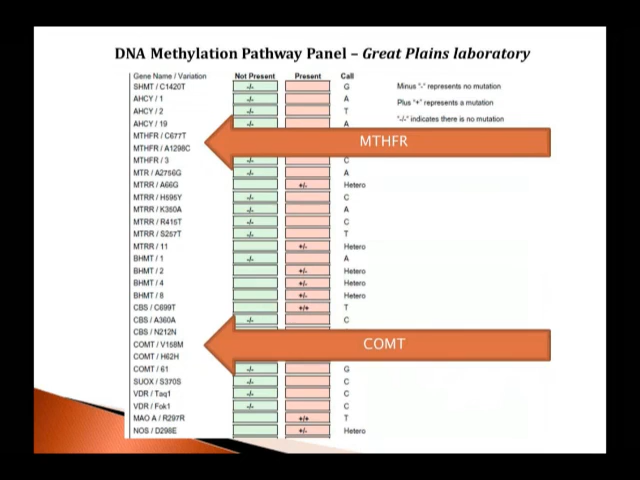 DNA Methylation Pathway Panel – Great Plains laboratory
Gene Name / Variation Not Present Present Call
SHMT / C1420T -/- G
AHCY / 1 -/- A
AHCY / 2 -/- T
AHCY / 19 -/- A
MTHFR / C677T
MTHFR / A1298C
MTHFR / 3 -/- C
MTR / A2756G -/- A
MTRR / A66G +/- Hetero
MTRR / H595Y -/- C
MTRR / K350A -/- A
MTRR / R415T -/- C
MTRR / S257T -/- T
MTRR / 11 +/- Hetero
BHMT / 1 -/- A
BHMT / 2 +/- Hetero
BHMT / 4 +/- Hetero
BHMT / 8 +/- Hetero
CBS / C699T +/+ T
CBS / A360A -/- C
CBS / N212N
COMT / V158M
COMT / H62H
COMT / 61 -/- G
SUOX / S370S -/- C
VDR / Taq1 -/- C
VDR / Fok1 -/- C
MAO A / R297R +/+ T
NOS / D298E +/- Hetero
Minus "-" represents no mutation
Plus "+" represents a mutation
"-/-" indicates there is no mutation
MTHFR
COMT